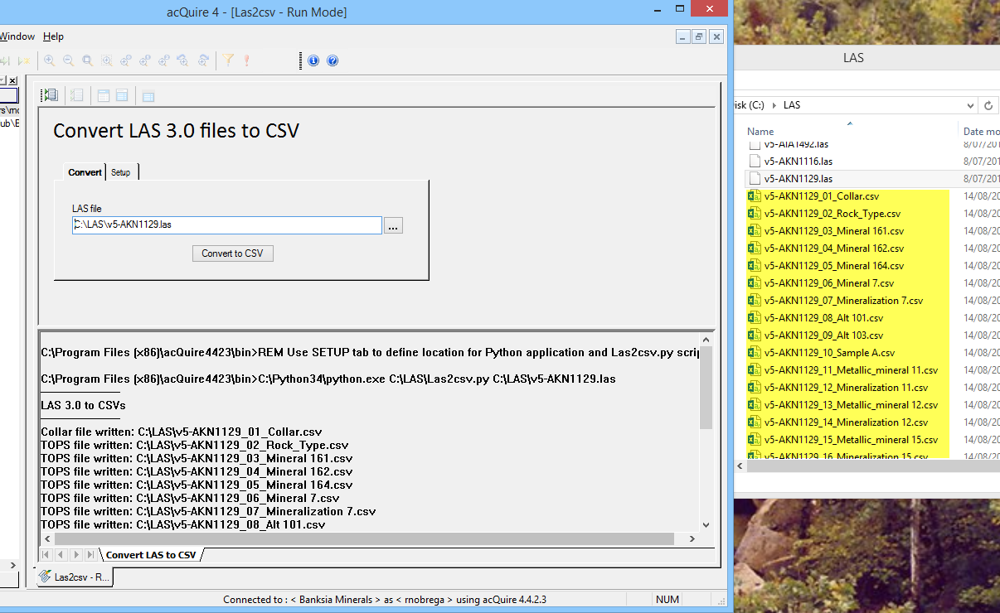 acQuire 4 - [Las2csv - Run Mode]
Window Help
Convert LAS 3.0 files to CSV
Convert Setup
LAS file
C:\LAS\v5-AKN1129.las
...
Convert to CSV
C:\Program Files (x86)\acQuire4423\bin>REM Use SETUP tab to define location for Python application and Las2csv.py scrip
C:\Program Files (x86)\acQuire4423\bin>C:\Python34\python.exe C:\LAS\Las2csv.py C:\LAS\v5-AKN1129.las
LAS 3.0 to CSVs
Collar file written: C:\LAS\v5-AKN1129_01_Collar.csv
TOPS file written: C:\LAS\v5-AKN1129_02_Rock_Type.csv
TOPS file written: C:\LAS\v5-AKN1129_03_Mineral 161.csv
TOPS file written: C:\LAS\v5-AKN1129_04_Mineral 162.csv
TOPS file written: C:\LAS\v5-AKN1129_05_Mineral 164.csv
TOPS file written: C:\LAS\v5-AKN1129_06_Mineral 7.csv
TOPS file written: C:\LAS\v5-AKN1129_07_Mineralization 7.csv
TOPS file written: C:\LAS\v5-AKN1129_08_Alt 101.csv
Convert LAS to CSV
Las2csv - R...
Connected to : < Banksia Minerals > as < rnobrega > using acQuire 4.4.2.3
NUM
LAS
isk (C:) LAS
Name Date mo
v5-AIA1492.las 8/07/201
v5-AKN1116.las 8/07/201
v5-AKN1129.las 8/07/201
v5-AKN1129_01_Collar.csv 14/08/20
v5-AKN1129_02_Rock_Type.csv 14/08/20
v5-AKN1129_03_Mineral 161.csv 14/08/20
v5-AKN1129_04_Mineral 162.csv 14/08/20
v5-AKN1129_05_Mineral 164.csv 14/08/20
v5-AKN1129_06_Mineral 7.csv 14/08/20
v5-AKN1129_07_Mineralization 7.csv 14/08/20
v5-AKN1129_08_Alt 101.csv 14/08/20
v5-AKN1129_09_Alt 103.csv 14/08/20
v5-AKN1129_10_Sample A.csv 14/08/20
v5-AKN1129_11_Metallic_mineral 11.csv 14/08/20
v5-AKN1129_12_Mineralization 11.csv 14/08/20
v5-AKN1129_13_Metallic_mineral 12.csv 14/08/20
v5-AKN1129_14_Mineralization 12.csv 14/08/20
v5-AKN1129_15_Metallic_mineral 15.csv 14/08/20
v5-AKN1129_16_Mineralization 15.csv 14/08/20